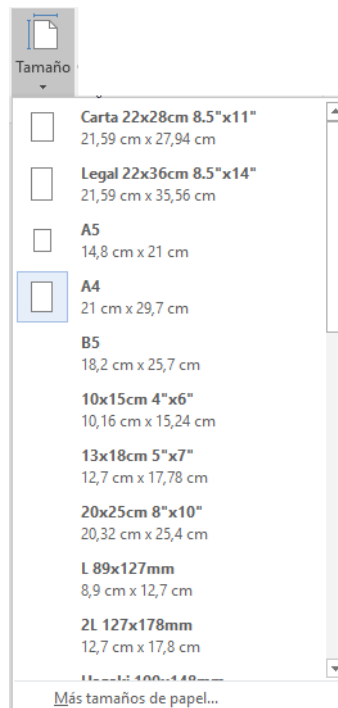 Tamaño
Carta 22x28cm 8.5"x11"
21,59 cm x 27,94 cm
Legal 22x36cm 8.5"x14"
21,59 cm x 35,56 cm
A5
14,8 cm x 21 cm
A4
21 cm x 29,7 cm
B5
18,2 cm x 25,7 cm
10x15cm 4"x6"
10,16 cm x 15,24 cm
13x18cm 5"x7"
12,7 cm x 17,78 cm
20x25cm 8"x10"
20,32 cm x 25,4 cm
L 89x127mm
8,9 cm x 12,7 cm
2L 127x178mm
12,7 cm x 17,8 cm
Hagaki 100x148mm
Más tamaños de papel...